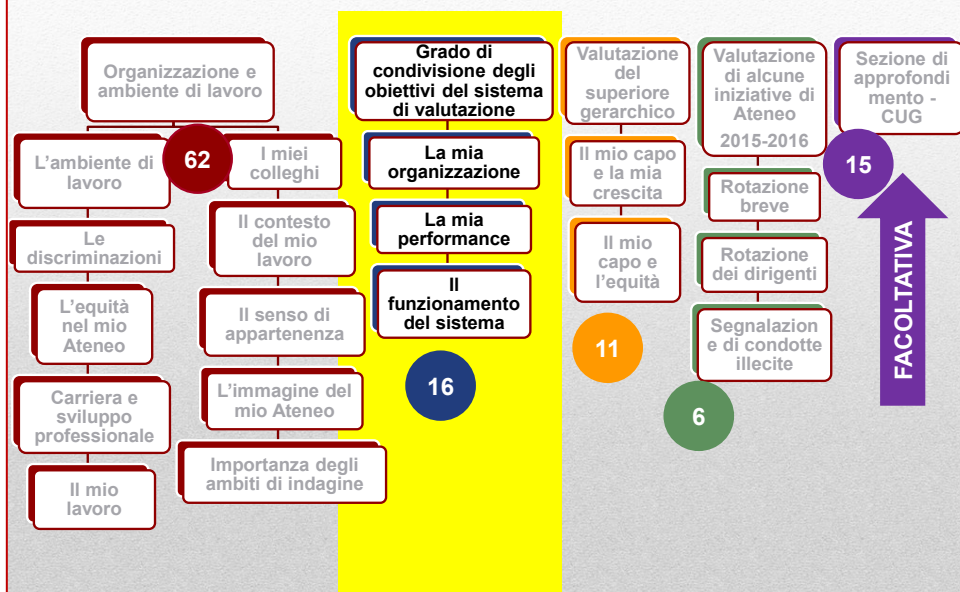 Organizzazione e
ambiente di lavoro
62
L'ambiente di
lavoro
Le
discriminazioni
L'equità
nel mio
Ateneo
Carriera e
sviluppo
professionale
Il mio
lavoro
I miei
colleghi
Il contesto
del mio
lavoro
Il senso di
appartenenza
L'immagine del
mio Ateneo
Importanza degli
ambiti di indagine
Grado di
condivisione degli
obiettivi del sistema
di valutazione
La mia
organizzazione
La mia
performance
Il
funzionamento
del sistema
16
Valutazione
del
superiore
gerarchico
Il mio capo
e la mia
crescita
Il mio
capo e
l'equità
11
Valutazione
di alcune
iniziative di
Ateneo
2015-2016
Rotazione
breve
Rotazione
dei dirigenti
Segnalazion
e di condotte
illecite
6
Sezione di
approfondi
mento -
CUG
15
FACOLTATIVA